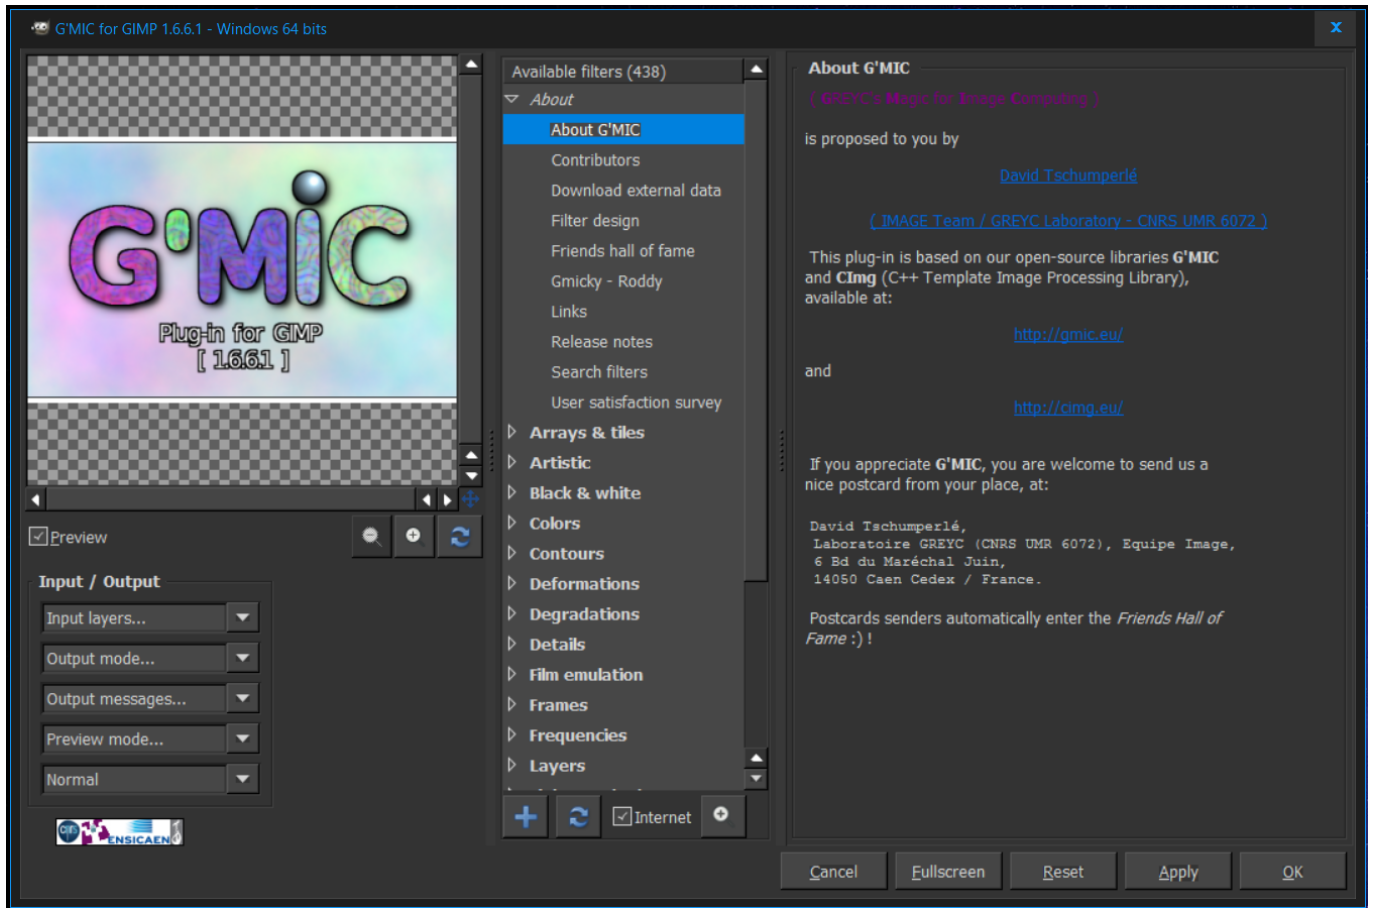 G'MIC for GIMP 1.6.6.1 - Windows 64 bits
x
G'MIC
Plug-in for GIMP
[ 1.6.6.1 ]
Preview
Input / Output
Input layers...
Output mode...
Output messages...
Preview mode...
Normal
cnrs
ENSICAEN
Available filters (438)
About
About G'MIC
Contributors
Download external data
Filter design
Friends hall of fame
Gmicky - Roddy
Links
Release notes
Search filters
User satisfaction survey
Arrays & tiles
Artistic
Black & white
Colors
Contours
Deformations
Degradations
Details
Film emulation
Frames
Frequencies
Layers
Internet
About G'MIC
( GREYC's Magic for Image Computing )
is proposed to you by
David Tschumperlé
( IMAGE Team / GREYC Laboratory - CNRS UMR 6072 )
This plug-in is based on our open-source libraries G'MIC
and CImg (C++ Template Image Processing Library),
available at:
http://gmic.eu/
and
http://cimg.eu/
If you appreciate G'MIC, you are welcome to send us a
nice postcard from your place, at:
David Tschumperlé,
Laboratoire GREYC (CNRS UMR 6072), Equipe Image,
6 Bd du Maréchal Juin,
14050 Caen Cedex / France.
Postcards senders automatically enter the Friends Hall of
Fame :) !
Cancel
Fullscreen
Reset
Apply
OK